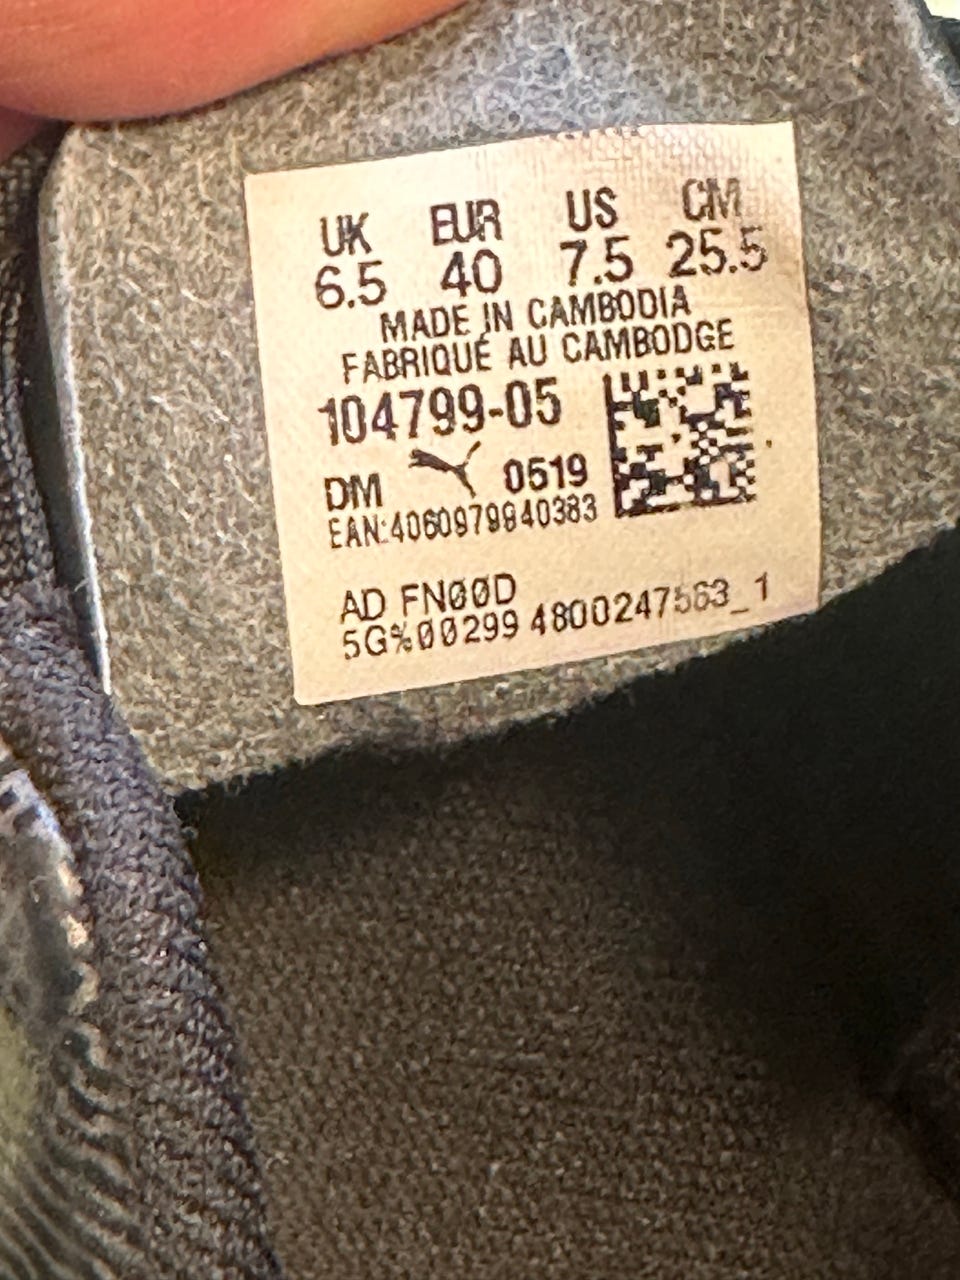 UK EUR US CM
6.5 40 7.5 25.5
MADE IN CAMBODIA
FABRIQUÉ AU CAMBODGE
104799-05
DM 0519
EAN:4060979840383
AD FN00D
5G%00299 4800247563_1